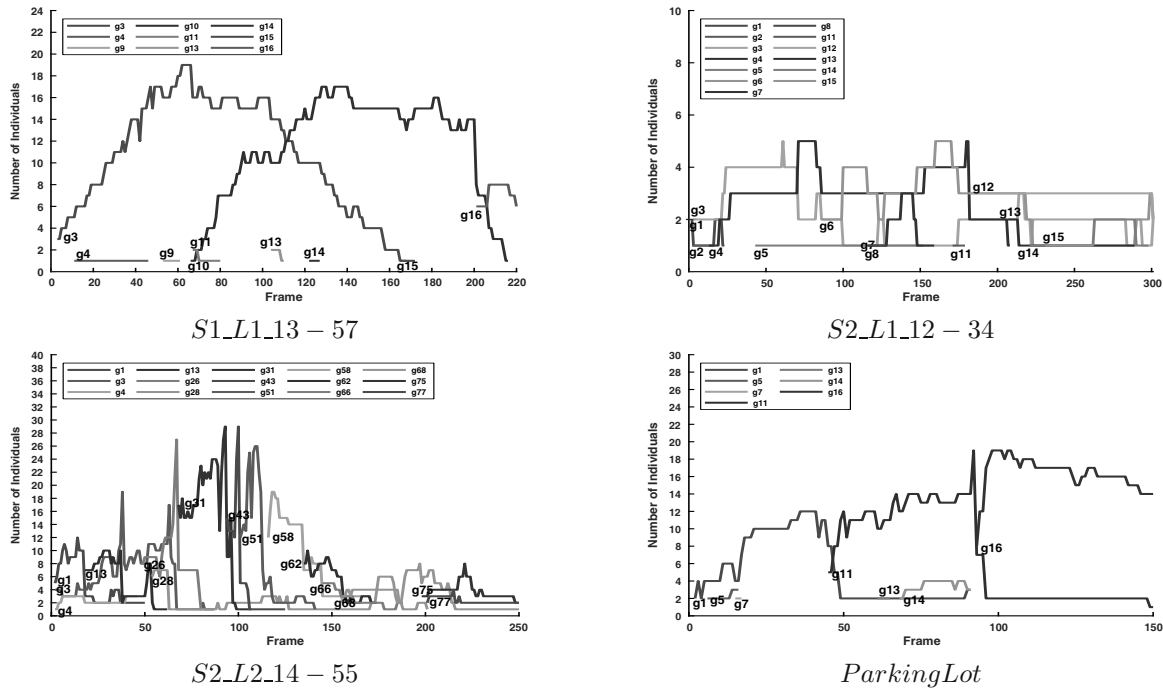 24
22
20
18
16
14
12
10
8
6
4
2
0
Number of Individuals
g3 g10 g14
g4 g11 g15
g9 g13 g16
g3
g4
g9
g11
g10
g13
g14
g15
g16
0 20 40 60 80 100 120 140 160 180 200 220
Frame
S1_L1_13 − 57
10
8
6
4
2
0
Number of Individuals
g1 g8
g2 g11
g3 g12
g4 g13
g5 g14
g6 g15
g7
g3
g1
g2 g4
g5
g6
g7
g8
g11
g12
g13
g14
g15
0 50 100 150 200 250 300
Frame
S2_L1_12 − 34
40
38
36
34
32
30
28
26
24
22
20
18
16
14
12
10
8
6
4
2
0
Number of Individuals
g1 g13 g31 g58 g68
g3 g26 g43 g62 g75
g4 g28 g51 g66 g77
g1
g3
g4
g13
g26
g28
g31
g43
g51
g58
g62
g66
g68
g75
g77
0 50 100 150 200 250
Frame
S2_L2_14 − 55
30
28
26
24
22
20
18
16
14
12
10
8
6
4
2
0
Number of Individuals
g1 g13
g5 g14
g7 g16
g11
g1
g5
g7
g11
g13
g14
g16
0 50 100 150
Frame
ParkingLot